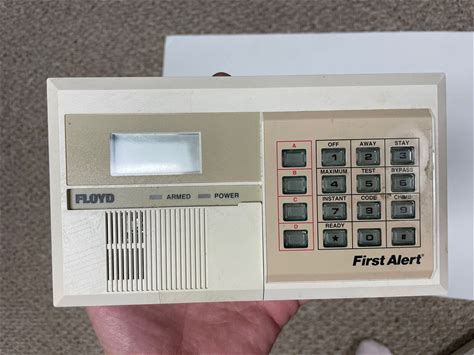 A OFF AWAY STAY
1 2 3
B MAXIMUM TEST BYPASS
4 5 6
C INSTANT CODE CHIME
7 8 9
D READY
* 0 #
FLOYD ARMED POWER
First Alert®